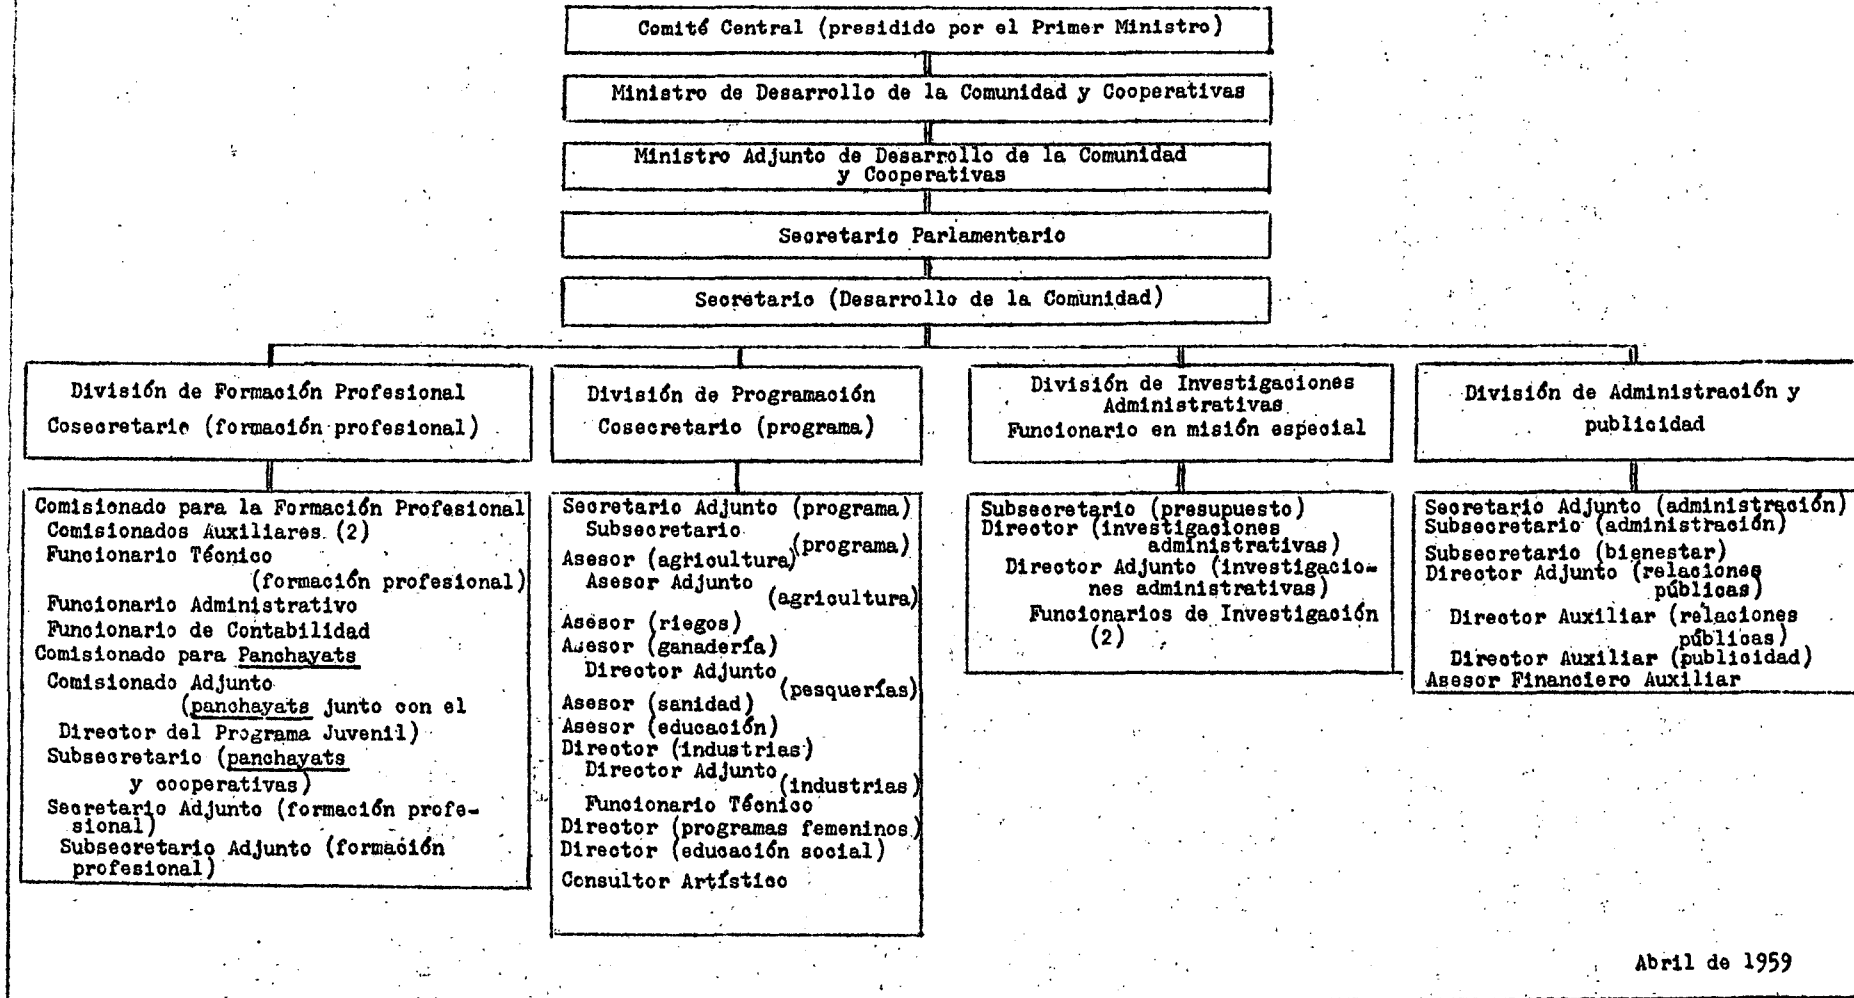 Comité Central (presidido por el Primer Ministro)
Ministro de Desarrollo de la Comunidad y Cooperativas
Ministro Adjunto de Desarrollo de la Comunidad
y Cooperativas
Secretario Parlamentario
Secretario (Desarrollo de la Comunidad)
División de Formación Profesional
Cosecretario (formación profesional)
División de Programación
Cosecretario (programa)
División de Investigaciones
Administrativas
Funcionario en misión especial
División de Administración y
publicidad
Comisionado para la Formación Profesional
Comisionados Auxiliares (2)
Funcionario Técnico
(formación profesional)
Funcionario Administrativo
Funcionario de Contabilidad
Comisionado para Panchayats
Comisionado Adjunto
(panchayats junto con el
Director del Programa Juvenil)
Subsecretario (panchayats
y cooperativas)
Secretario Adjunto (formación profe-
sional)
Subsecretario Adjunto (formación
profesional)
Secretario Adjunto (programa)
Subsecretario
(programa)
Asesor (agricultura)
Asesor Adjunto
(agricultura)
Asesor (riegos)
Asesor (ganadería)
Director Adjunto
(pesquerías)
Asesor (sanidad)
Asesor (educación)
Director (industrias)
Director Adjunto
(industrias)
Funcionario Técnico
Director (programas femeninos)
Director (educación social)
Consultor Artístico
Subsecretario (presupuesto)
Director (investigaciones
administrativas)
Director Adjunto (investigacio-
nes administrativas)
Funcionarios de Investigación
(2)
Secretario Adjunto (administración)
Subsecretario (administración)
Subsecretario (bienestar)
Director Adjunto (relaciones
públicas)
Director Auxiliar (relaciones
públicas)
Director Auxiliar (publicidad)
Asesor Financiero Auxiliar
Abril de 1959